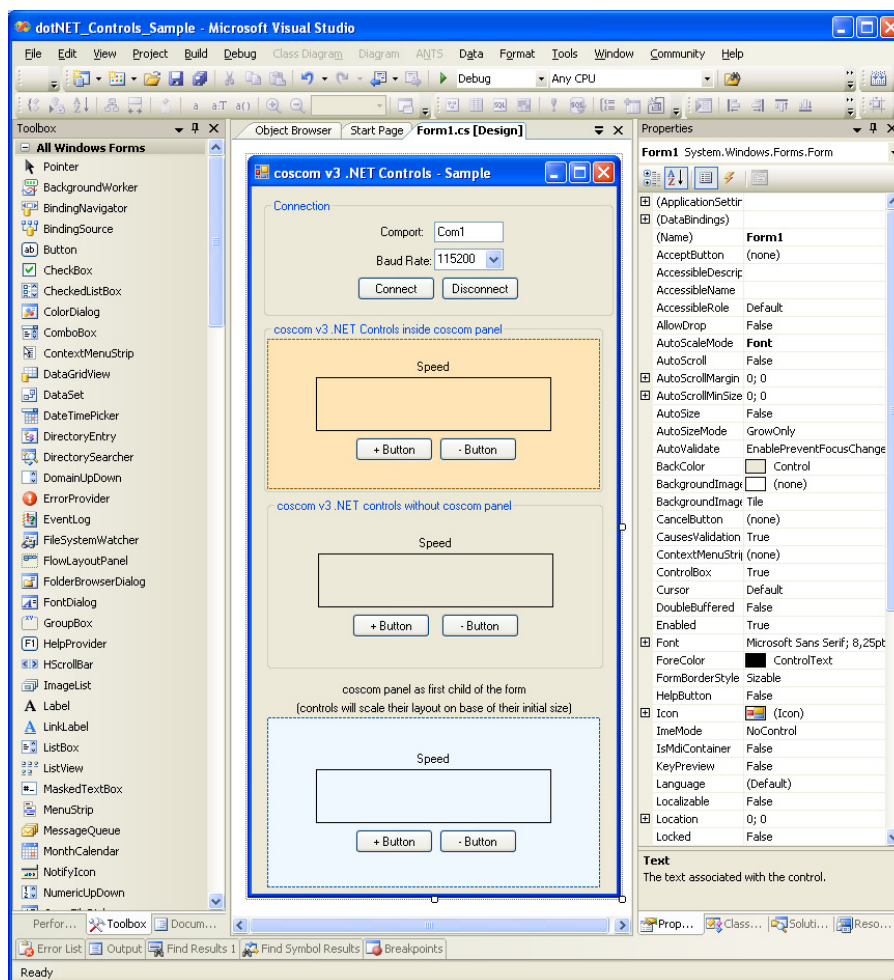 dotNET_Controls_Sample - Microsoft Visual Studio
File Edit View Project Build Debug Class Diagram Diagram ANTS Data Format Tools Window Community Help
Debug Any CPU
Toolbox
All Windows Forms
Pointer
BackgroundWorker
BindingNavigator
BindingSource
Button
CheckBox
CheckedListBox
ColorDialog
ComboBox
ContextMenuStrip
DataGridView
DataSet
DateTimePicker
DirectoryEntry
DirectorySearcher
DomainUpDown
ErrorProvider
EventLog
FileSystemWatcher
FlowLayoutPanel
FolderBrowserDialog
FontDialog
GroupBox
HelpProvider
HScrollBar
ImageList
Label
LinkLabel
ListBox
ListView
MaskedTextBox
MenuStrip
MessageQueue
MonthCalendar
NotifyIcon
NumericUpDown
Perfor... Toolbox Docum...
Object Browser Start Page Form1.cs [Design]
coscom v3 .NET Controls - Sample
Connection
Comport: Com1
Baud Rate: 115200
Connect Disconnect
coscom v3 .NET Controls inside coscom panel
Speed
+ Button - Button
coscom v3 .NET controls without coscom panel
Speed
+ Button - Button
coscom panel as first child of the form
(controls will scale their layout on base of their initial size)
Speed
+ Button - Button
Properties
Form1 System.Windows.Forms.Form
(ApplicationSettin
(DataBindings)
(Name) Form1
AcceptButton (none)
AccessibleDescrip
AccessibleName
AccessibleRole Default
AllowDrop False
AutoScaleMode Font
AutoScroll False
AutoScrollMargin 0; 0
AutoScrollMinSize 0; 0
AutoSize False
AutoSizeMode GrowOnly
AutoValidate EnablePreventFocusChange
BackColor Control
BackgroundImage (none)
BackgroundImage Tile
CancelButton (none)
CausesValidation True
ContextMenuStrip (none)
ControlBox True
Cursor Default
DoubleBuffered False
Enabled True
Font Microsoft Sans Serif; 8,25pt
ForeColor ControlText
FormBorderStyle Sizable
HelpButton False
Icon (Icon)
ImeMode NoControl
IsMdiContainer False
KeyPreview False
Language (Default)
Localizable False
Location 0; 0
Locked False
Text
The text associated with the control.
Prop... Class... Soluti... Reso...
Error List Output Find Results 1 Find Symbol Results Breakpoints
Ready